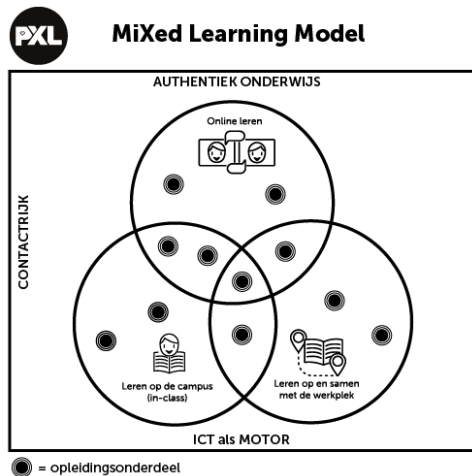 PXL
MiXed Learning Model
AUTHENTIEK ONDERWIJS
Online leren
CONTACTRIJK
Leren op de campus
(in-class)
Leren op en samen
met de werkplek
ICT als MOTOR
= opleidingsonderdeel